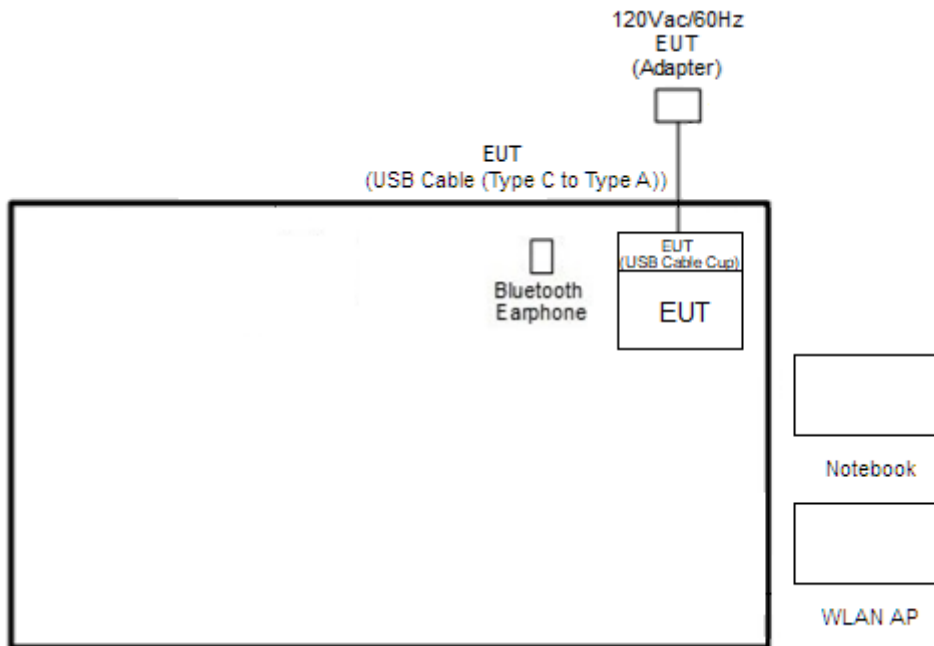 120Vac/60Hz
EUT
(Adapter)
EUT
(USB Cable (Type C to Type A))
EUT
(USB Cable Cup)
EUT
Bluetooth
Earphone
Notebook
WLAN AP